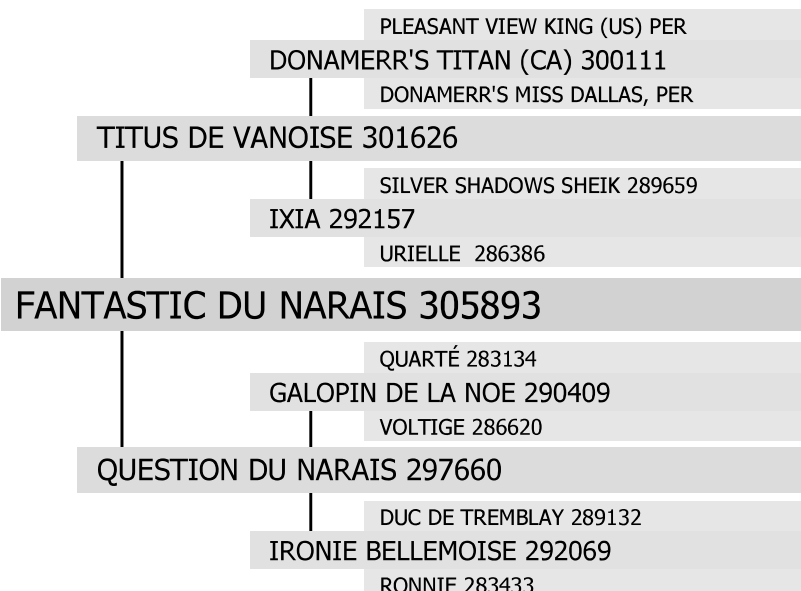 PLEASANT VIEW KING (US) PER
DONAMERR'S TITAN (CA) 300111
DONAMERR'S MISS DALLAS, PER
TITUS DE VANOISE 301626
SILVER SHADOWS SHEIK 289659
IXIA 292157
URIELLE 286386
FANTASTIC DU NARAIS 305893
QUARTÉ 283134
GALOPIN DE LA NOE 290409
VOLTIGE 286620
QUESTION DU NARAIS 297660
DUC DE TREMBLAY 289132
IRONIE BELLEMOISE 292069
RONNIE 283433